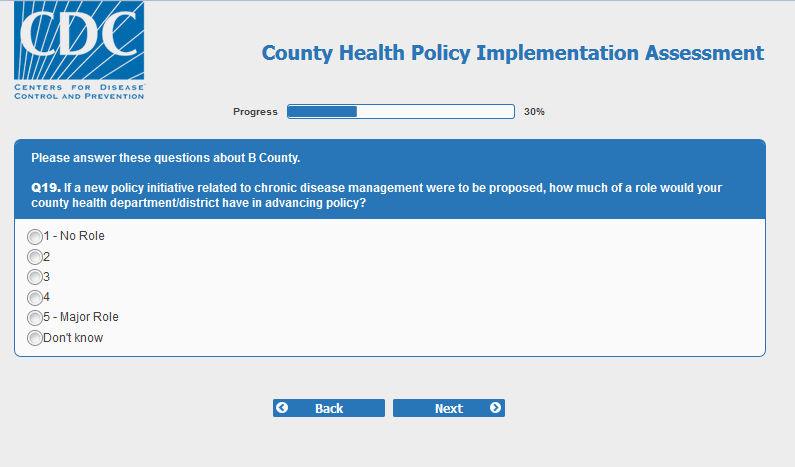 CDC
CENTERS FOR DISEASE
CONTROL AND PREVENTION
County Health Policy Implementation Assessment
Progress 30%
Please answer these questions about B County.
Q19. If a new policy initiative related to chronic disease management were to be proposed, how much of a role would your
county health department/district have in advancing policy?
1 - No Role
2
3
4
5 - Major Role
Don't know
Back Next